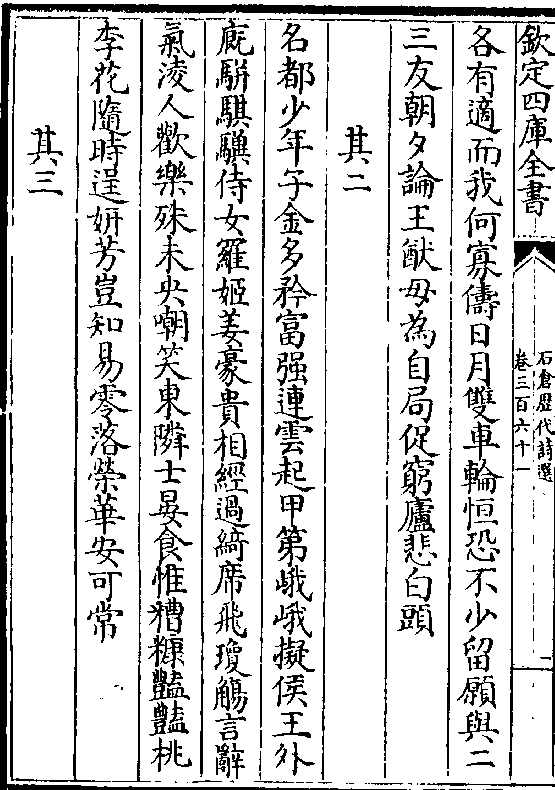 欽定四庫全書
石倉歷代詩選
卷三百六十一
二
各有適而我何寡儔日月雙車輪恒恐不少留願與二
三友朝夕論王猷毋為自局促窮廬悲白頭
其二
名都少年子金多矜富强連雲起甲第峨峨擬侯王外
廐駢騏驥侍女羅姬姜豪貴相經過綺席飛瓊觴言辭
氣淩人歡樂殊未央嘲笑東隣士晏食惟糟糠豔豔桃
李花隨時逞妍芳豈知易零落榮華安可常
其三